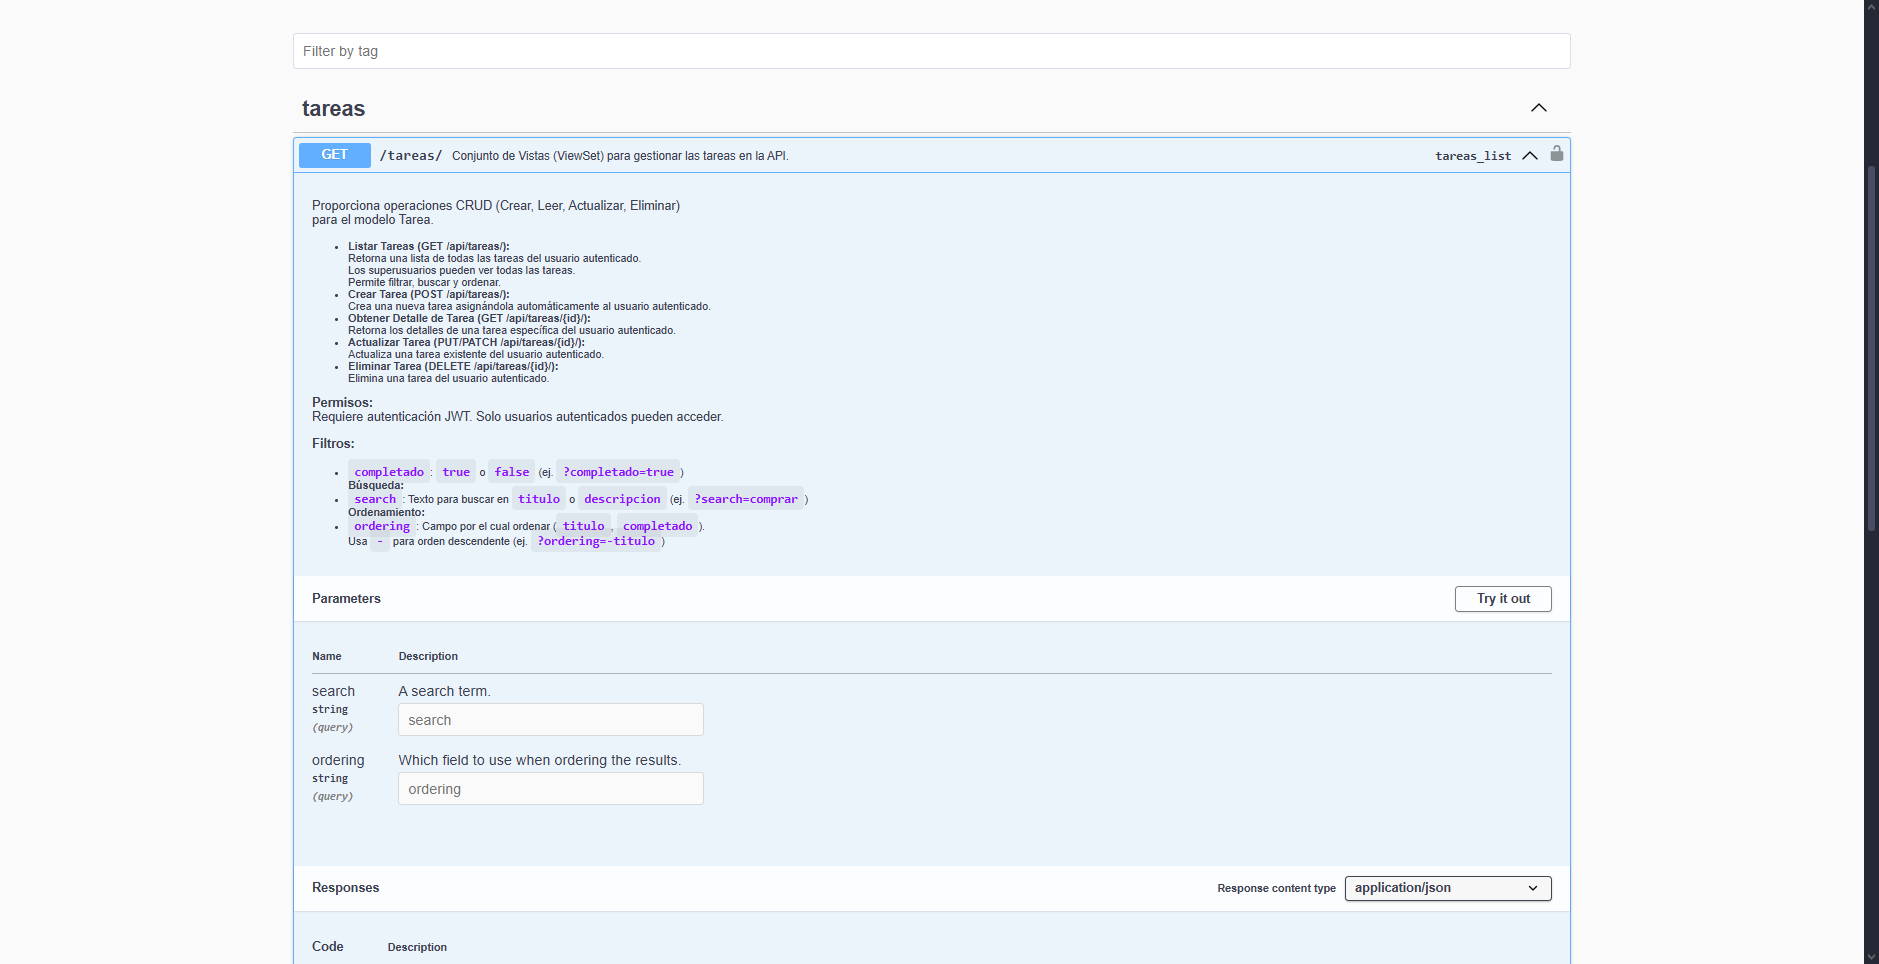 Filter by tag
tareas
GET /tareas/ Conjunto de Vistas (ViewSet) para gestionar las tareas en la API. tareas_list
Proporciona operaciones CRUD (Crear, Leer, Actualizar, Eliminar)
para el modelo Tarea.
Listar Tareas (GET /api/tareas/):
Retorna una lista de todas las tareas del usuario autenticado.
Los superusuarios pueden ver todas las tareas.
Permite filtrar, buscar y ordenar.
Crear Tarea (POST /api/tareas/):
Crea una nueva tarea asignándola automáticamente al usuario autenticado.
Obtener Detalle de Tarea (GET /api/tareas/{id}/):
Retorna los detalles de una tarea específica del usuario autenticado.
Actualizar Tarea (PUT/PATCH /api/tareas/{id}/):
Actualiza una tarea existente del usuario autenticado.
Eliminar Tarea (DELETE /api/tareas/{id}/):
Elimina una tarea del usuario autenticado.
Permisos:
Requiere autenticación JWT. Solo usuarios autenticados pueden acceder.
Filtros:
completado : true o false (ej. ?completado=true )
Búsqueda:
search : Texto para buscar en titulo o descripcion (ej. ?search=comprar )
Ordenamiento:
ordering : Campo por el cual ordenar ( titulo , completado ).
Usa - para orden descendente (ej. ?ordering=-titulo )
Parameters Try it out
Name Description
search A search term.
string
search
(query)
ordering Which field to use when ordering the results.
string
ordering
(query)
Responses Response content type application/json
Code Description